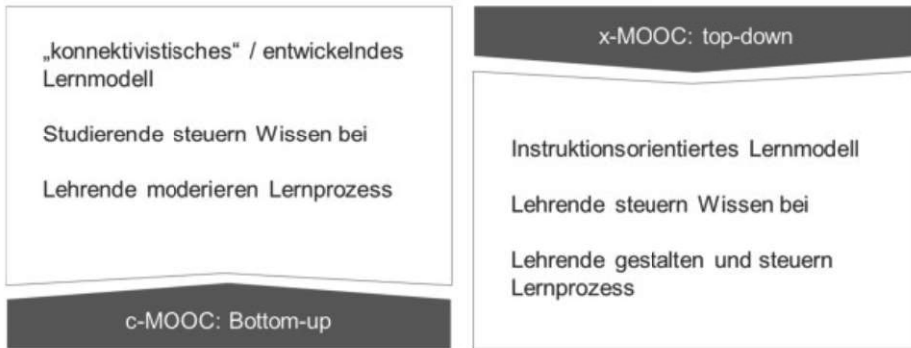 „konnektivistisches“ / entwickelndes
Lernmodell
Studierende steuern Wissen bei
Lehrende moderieren Lernprozess
c-MOOC: Bottom-up
x-MOOC: top-down
Instruktionsorientiertes Lernmodell
Lehrende steuern Wissen bei
Lehrende gestalten und steuern
Lernprozess